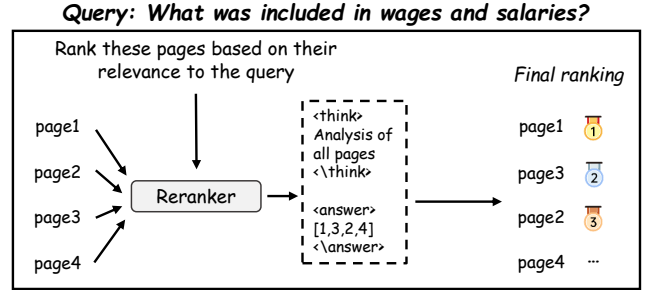 Query: What was included in wages and salaries?
Rank these pages based on their
relevance to the query
Final ranking
page1
page2
page3
page4
Reranker
<think>
Analysis of
all pages
<\think>
<answer>
[1,3,2,4]
<\answer>
page1 1
page3 2
page2 3
page4 ...